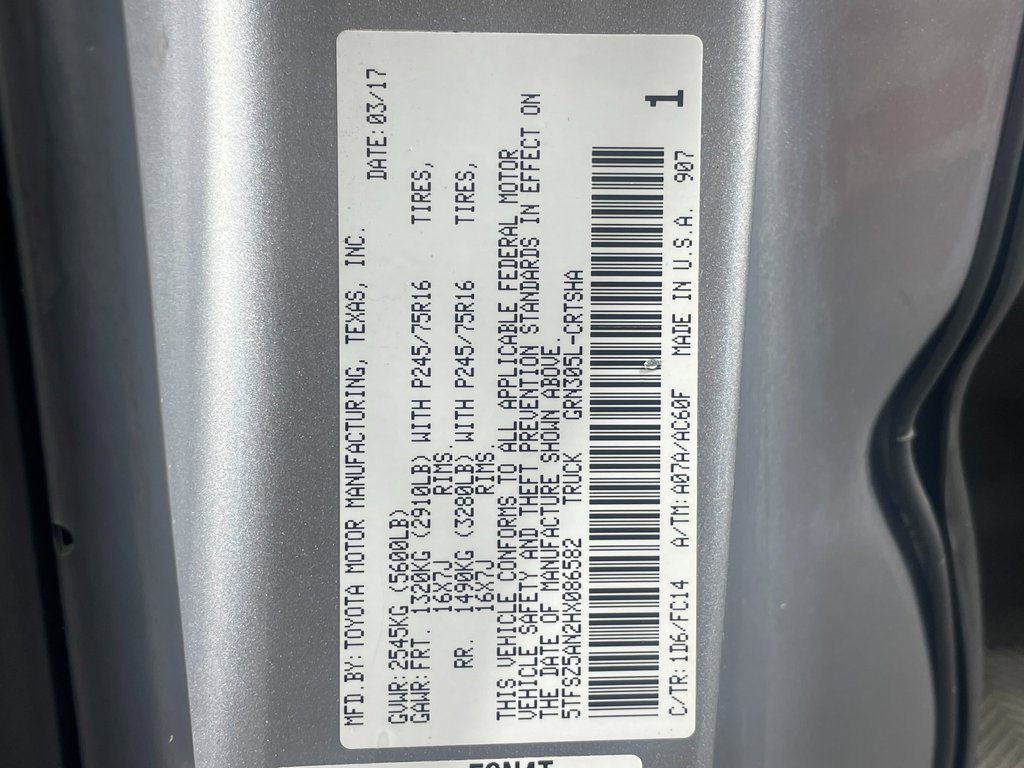 MFD.BY:TOYOTA MOTOR MANUFACTURING, TEXAS, INC.
DATE:03/17
GVWR:2545KG(5600LB)
GAWR:FRT. 1320KG(2910LB)WITH P245/75R16 TIRES,
16X7J RIMS.
RR. 1490KG(3280LB)WITH P245/75R16 TIRES,
16X7J RIMS.
THIS VEHICLE CONFORMS TO ALL APPLICABLE FEDERAL MOTOR
VEHICLE SAFETY AND THEFT PREVENTION STANDARDS IN EFFECT ON
THE DATE OF MANUFACTURE SHOWN ABOVE.
5TFSZ5AN2HX086582 TRUCK GRN305L-CRTSHA
1
C/TR:1D6/FC14 A/TM:A07A/AC60F MADE IN U.S.A. 907